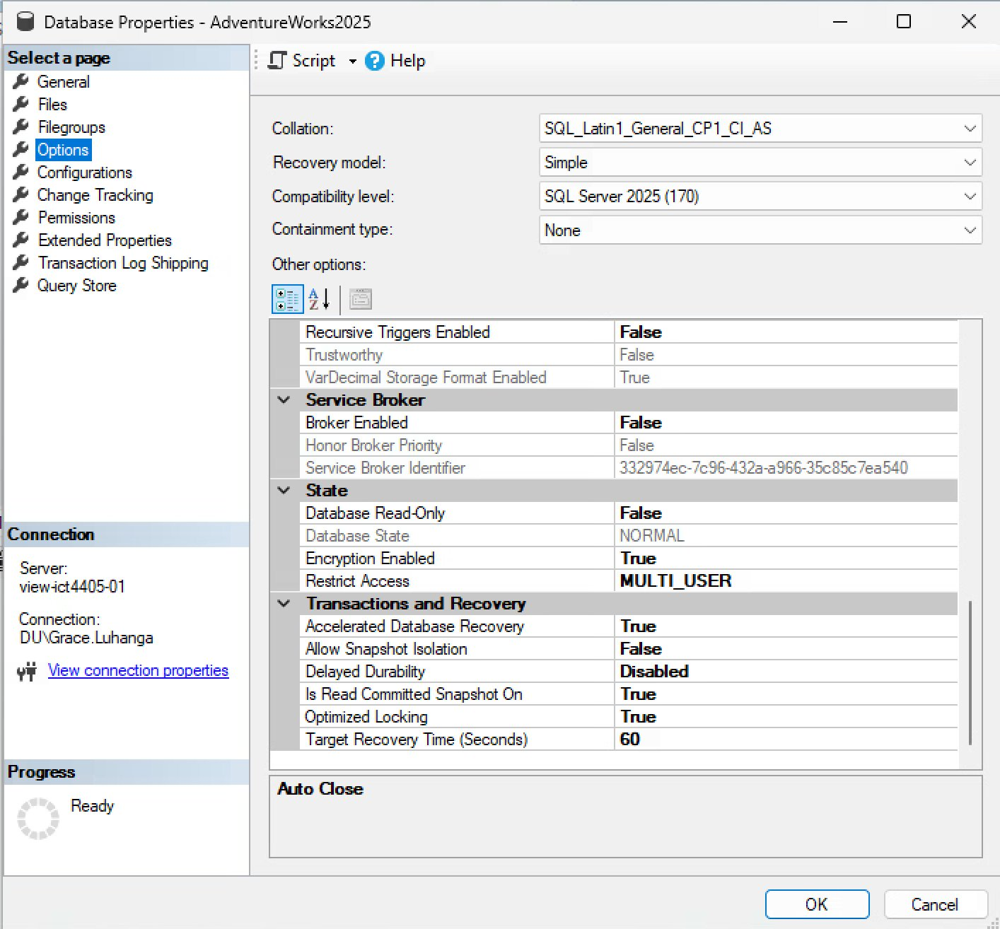 Database Properties - AdventureWorks2025
Select a page
General
Files
Filegroups
Options
Configurations
Change Tracking
Permissions
Extended Properties
Transaction Log Shipping
Query Store
Connection
Server:
view-ict4405-01
Connection:
DU\Grace.Luhanga
View connection properties
Progress
Ready
Script
Help
Collation: SQL_Latin1_General_CP1_CI_AS
Recovery model: Simple
Compatibility level: SQL Server 2025 (170)
Containment type: None
Other options:
Recursive Triggers Enabled False
Trustworthy False
VarDecimal Storage Format Enabled True
Service Broker
Broker Enabled False
Honor Broker Priority False
Service Broker Identifier 332974ec-7c96-432a-a966-35c85c7ea540
State
Database Read-Only False
Database State NORMAL
Encryption Enabled True
Restrict Access MULTI_USER
Transactions and Recovery
Accelerated Database Recovery True
Allow Snapshot Isolation False
Delayed Durability Disabled
Is Read Committed Snapshot On True
Optimized Locking True
Target Recovery Time (Seconds) 60
Auto Close
OK
Cancel